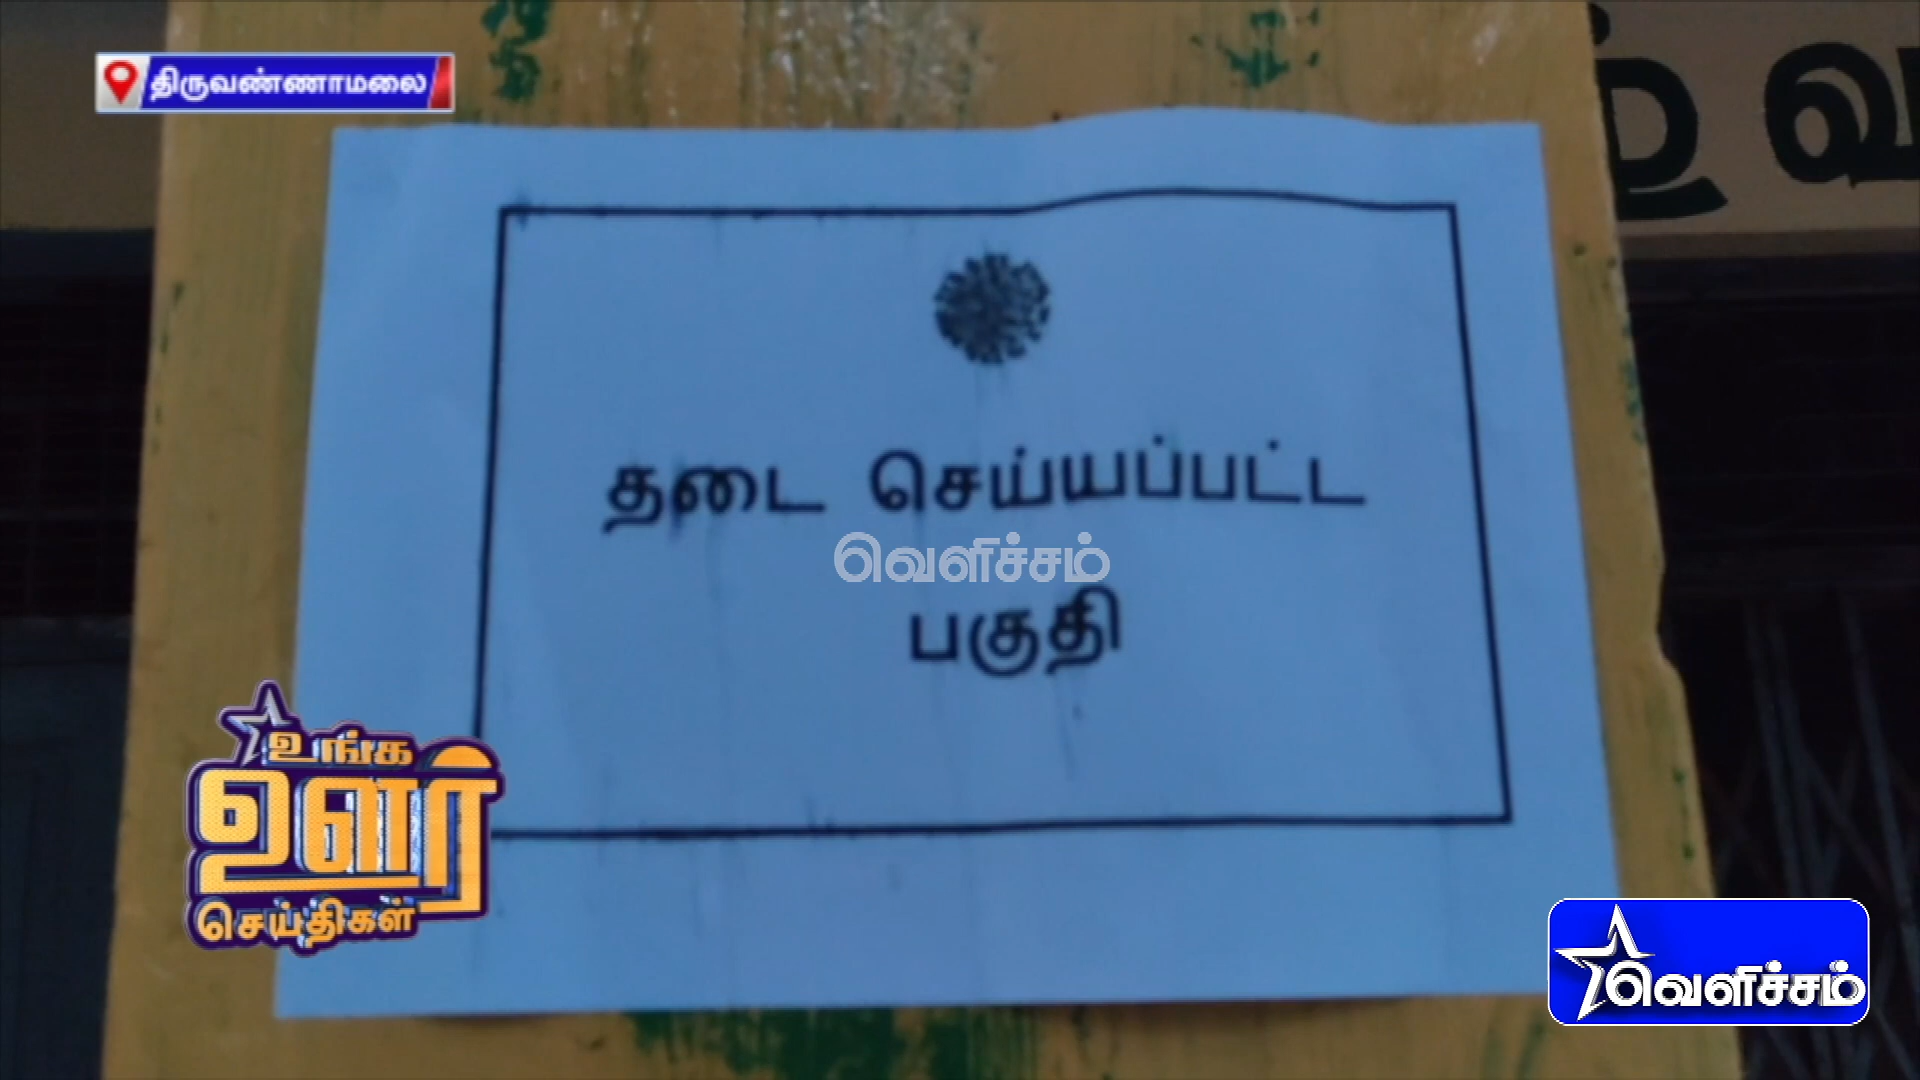 திருவண்ணாமலை
தடை செய்யப்பட்ட
வெளிச்சம்
பகுதி
உங்க
ஊர்
செய்திகள்
வெளிச்சம்